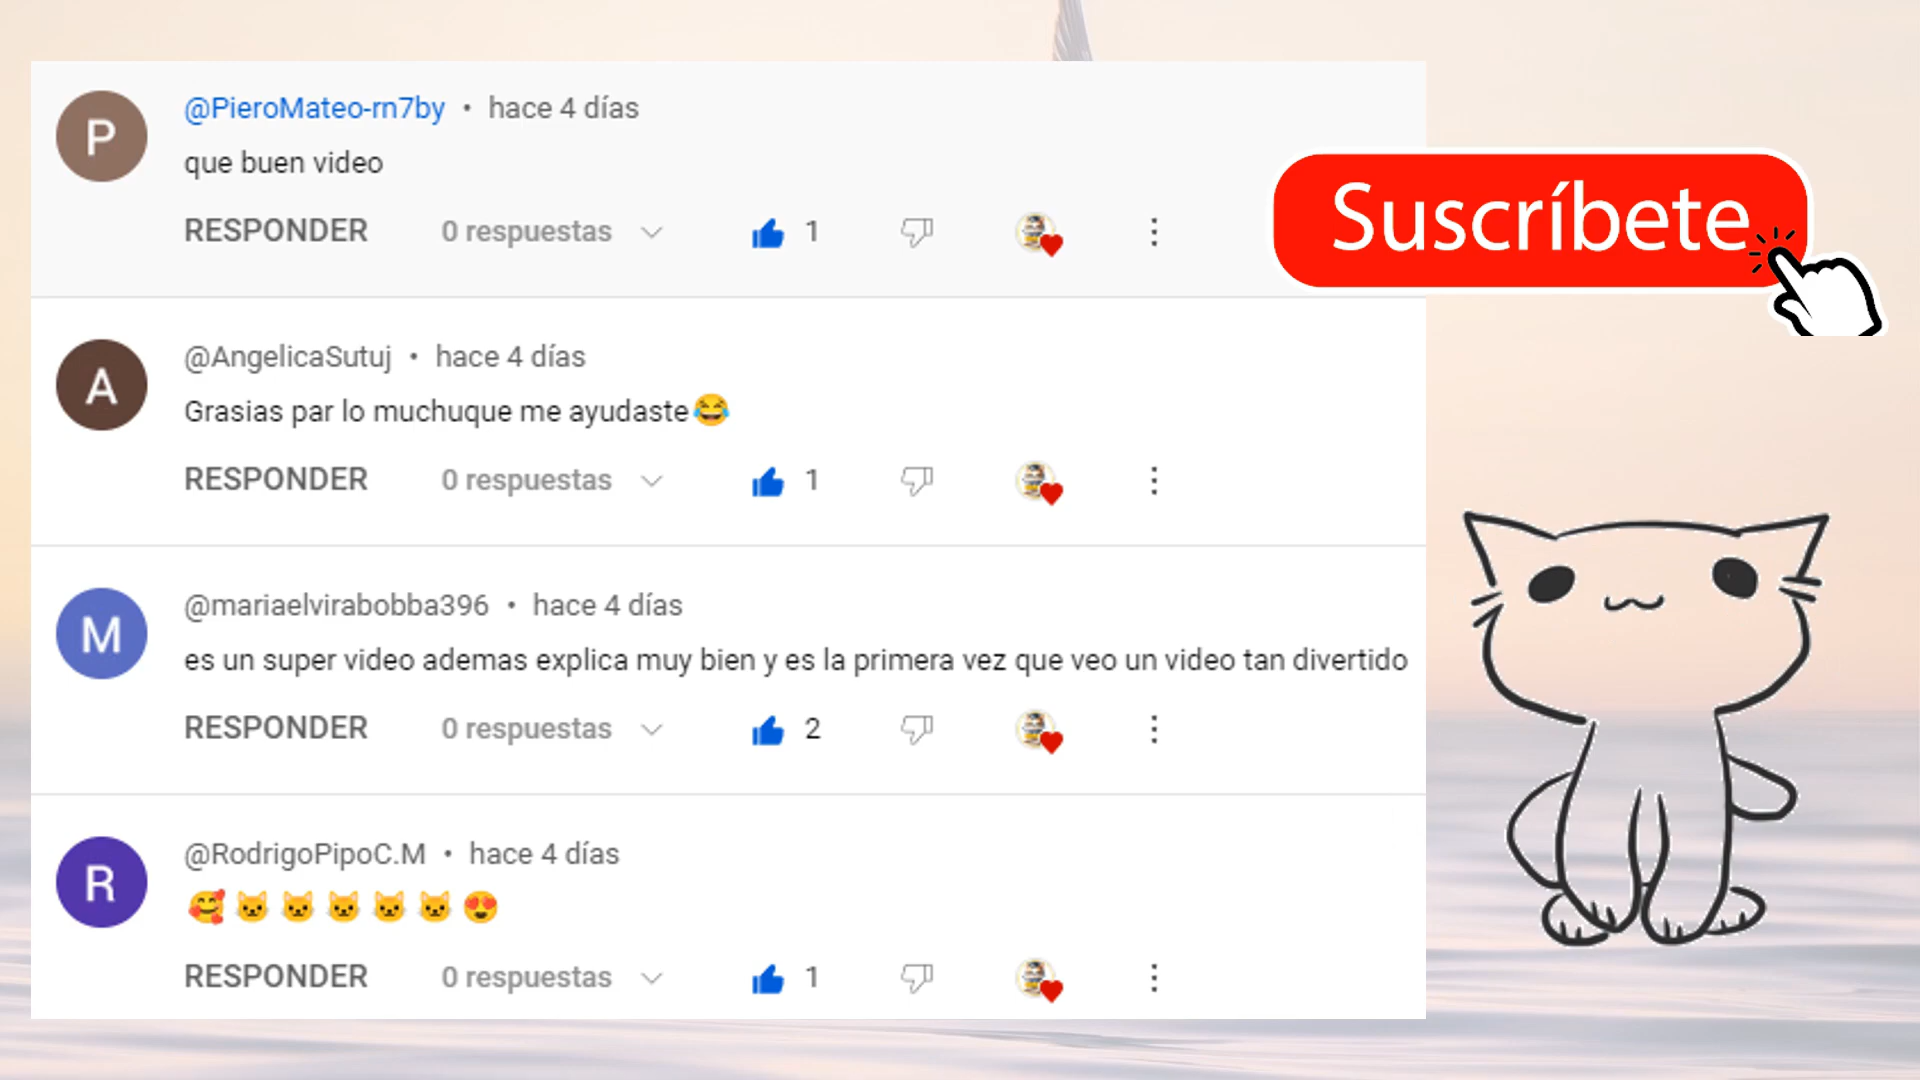 P
@PieroMateo-rn7by • hace 4 días
que buen video
RESPONDER 0 respuestas 1
Suscríbete
A
@AngelicaSutuj • hace 4 días
Grasias par lo muchuque me ayudaste😂
RESPONDER 0 respuestas 1
M
@mariaelvirabobba396 • hace 4 días
es un super video ademas explica muy bien y es la primera vez que veo un video tan divertido
RESPONDER 0 respuestas 2
R
@RodrigoPipoC.M • hace 4 días
🥰🐱🐱🐱🐱🐱😍
RESPONDER 0 respuestas 1